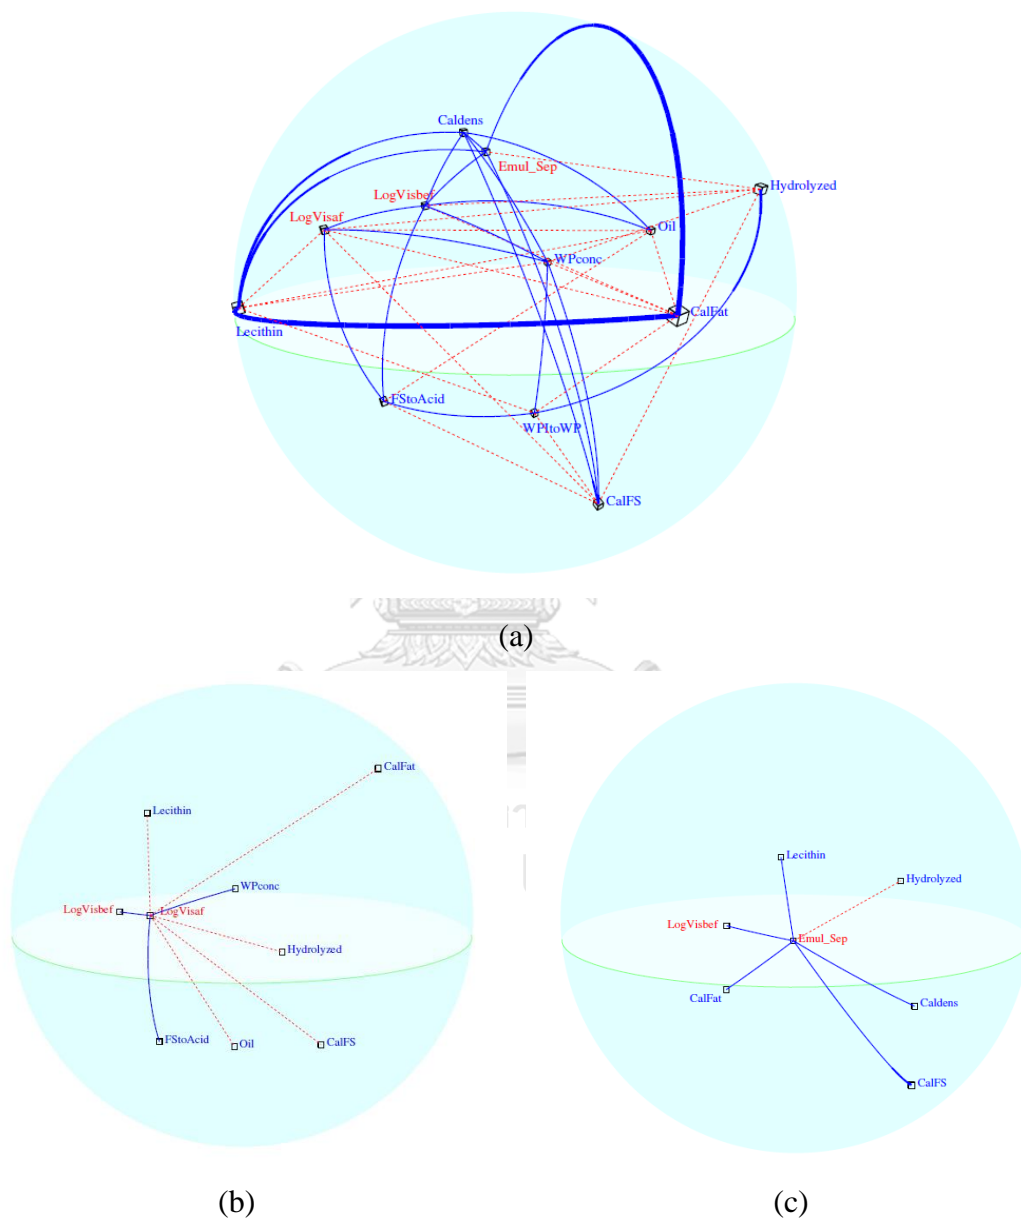 Caldens
Emul_Sep
Hydrolyzed
LogVisbef
LogVisaf
Oil
WPconc
CalFat
Lecithin
FStoAcid
WPItoWP
CalFS
(a)
CalFat
Lecithin
WPconc
LogVisbef
LogVisaf
Hydrolyzed
FStoAcid
Oil
CalFS
Lecithin
Hydrolyzed
LogVisbef
Emul_Sep
CalFat
Caldens
CalFS
(b)
(c)